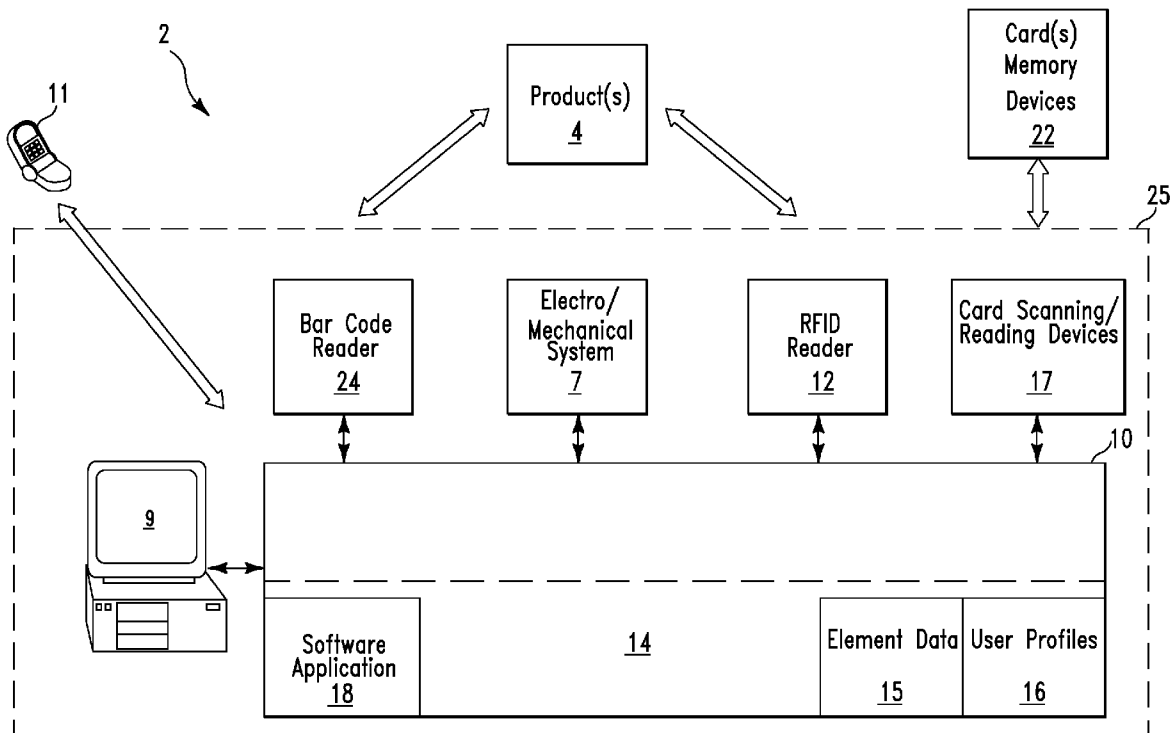 2
11
Product(s)
4
Card(s)
Memory
Devices
22
25
Bar Code
Reader
24
Electro/
Mechanical
System
7
RFID
Reader
12
Card Scanning/
Reading Devices
17
10
9
Software
Application
18
14
Element Data
15
User Profiles
16